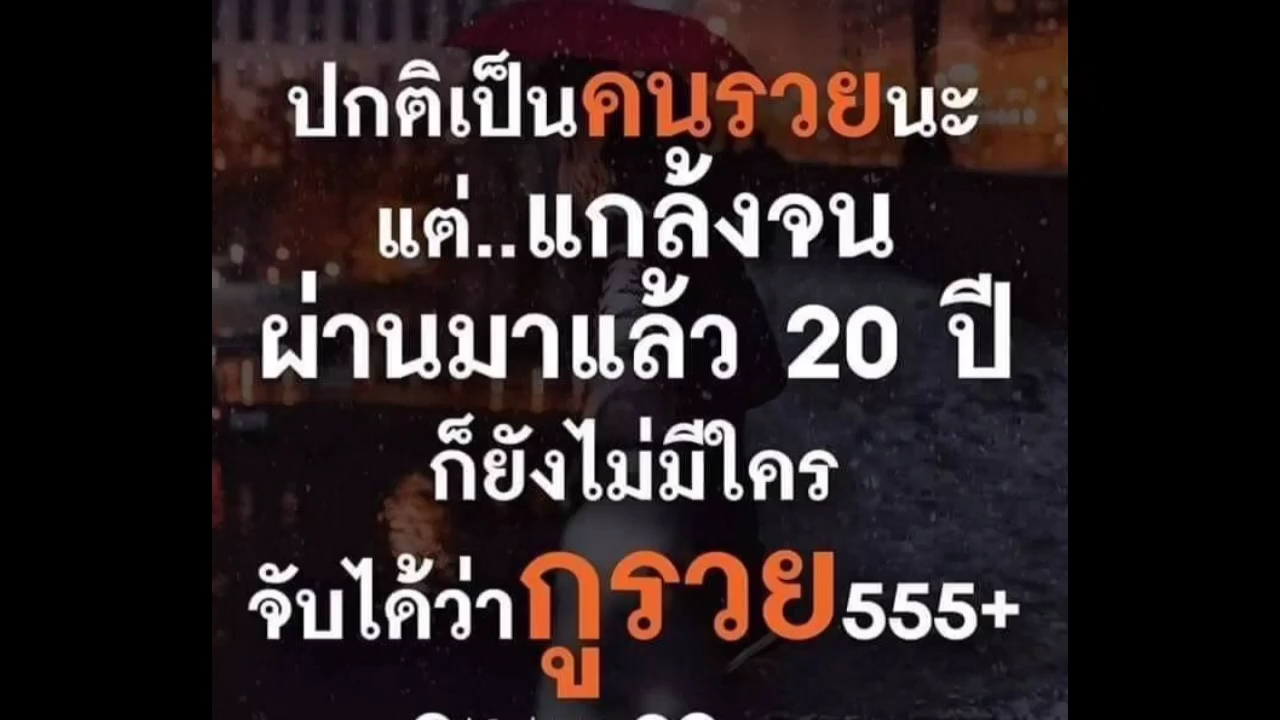 ปกติเป็นคนรวยนะ
แต่..แกล้งจน
ผ่านมาแล้ว 20 ปี
ก็ยังไม่มีใคร
จับได้ว่ากูรวย555+